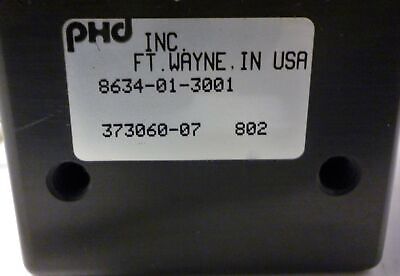 PHD INC.
FT. WAYNE, IN USA
8634-01-3001
373060-07 802